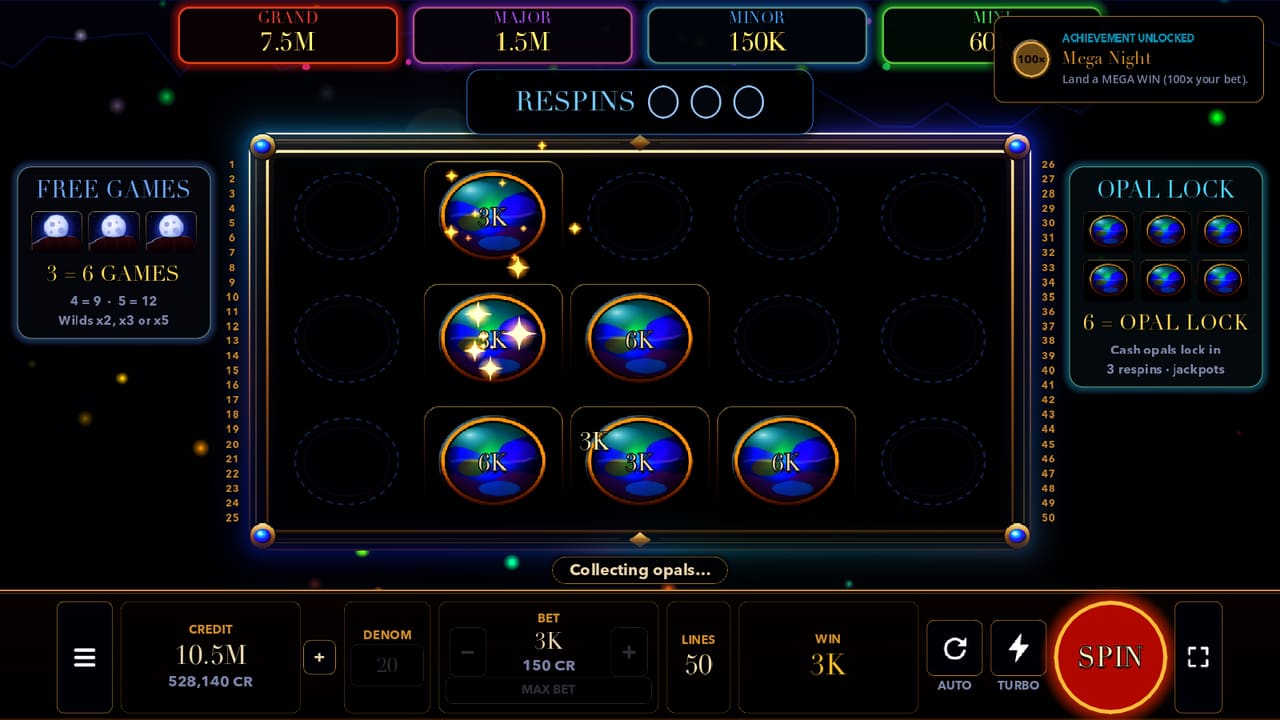 GRAND
7.5M
MAJOR
1.5M
MINOR
150K
60
ACHIEVEMENT UNLOCKED
100x
Mega Night
Land a MEGA WIN (100x your bet).
RESPINS
FREE GAMES
3 = 6 GAMES
4 = 9 · 5 = 12
Wilds x2, x3 or x5
1
2
3
4
5
6
7
8
9
10
11
12
13
14
15
16
17
18
19
20
21
22
23
24
25
3K
3K
6K
6K
3K
3K
6K
26
27
28
29
30
31
32
33
34
35
36
37
38
39
40
41
42
43
44
45
46
47
48
49
50
OPAL LOCK
6 = OPAL LOCK
Cash opals lock in
3 respins · jackpots
Collecting opals...
CREDIT
10.5M
528,140 CR
+
DENOM
20
BET
−
3K
+
150 CR
MAX BET
LINES
50
WIN
3K
AUTO
TURBO
SPIN